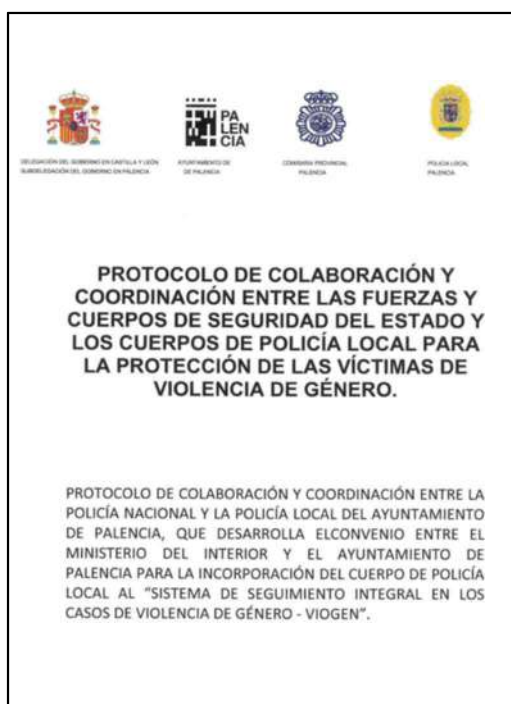 PA
LEN
CIA
DELEGACIÓN DEL GOBIERNO EN CASTILLA Y LEÓN
SUBDELEGACIÓN DEL GOBIERNO EN PALENCIA
AYUNTAMIENTO DE
DE PALENCIA
COMISARIA PROVINCIAL
PALENCIA
POLICIA LOCAL
PALENCIA
PROTOCOLO DE COLABORACIÓN Y
COORDINACIÓN ENTRE LAS FUERZAS Y
CUERPOS DE SEGURIDAD DEL ESTADO Y
LOS CUERPOS DE POLICÍA LOCAL PARA
LA PROTECCIÓN DE LAS VÍCTIMAS DE
VIOLENCIA DE GÉNERO.
PROTOCOLO DE COLABORACIÓN Y COORDINACIÓN ENTRE LA
POLICÍA NACIONAL Y LA POLICÍA LOCAL DEL AYUNTAMIENTO
DE PALENCIA, QUE DESARROLLA ELCONVENIO ENTRE EL
MINISTERIO DEL INTERIOR Y EL AYUNTAMIENTO DE
PALENCIA PARA LA INCORPORACIÓN DEL CUERPO DE POLICÍA
LOCAL AL "SISTEMA DE SEGUIMIENTO INTEGRAL EN LOS
CASOS DE VIOLENCIA DE GÉNERO - VIOGEN".